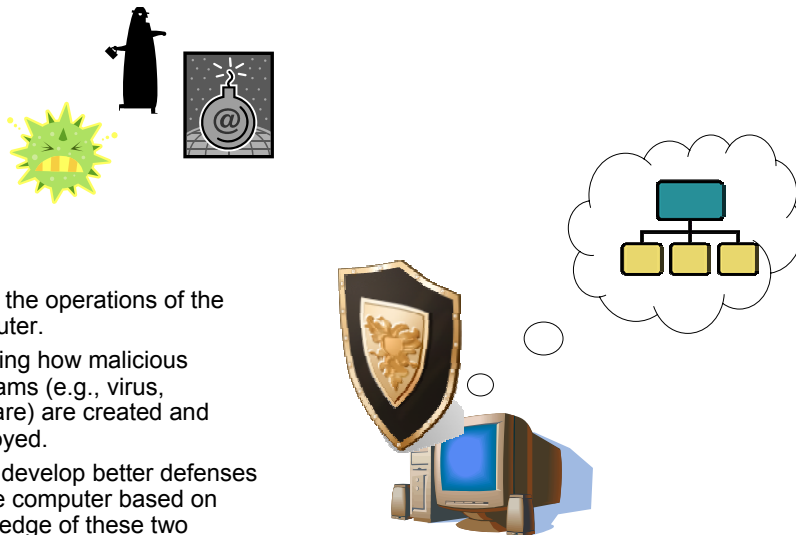 @
the operations of the
uter.
ing how malicious
ams (e.g., virus,
are) are created and
oyed.
develop better defenses
e computer based on
edge of these two